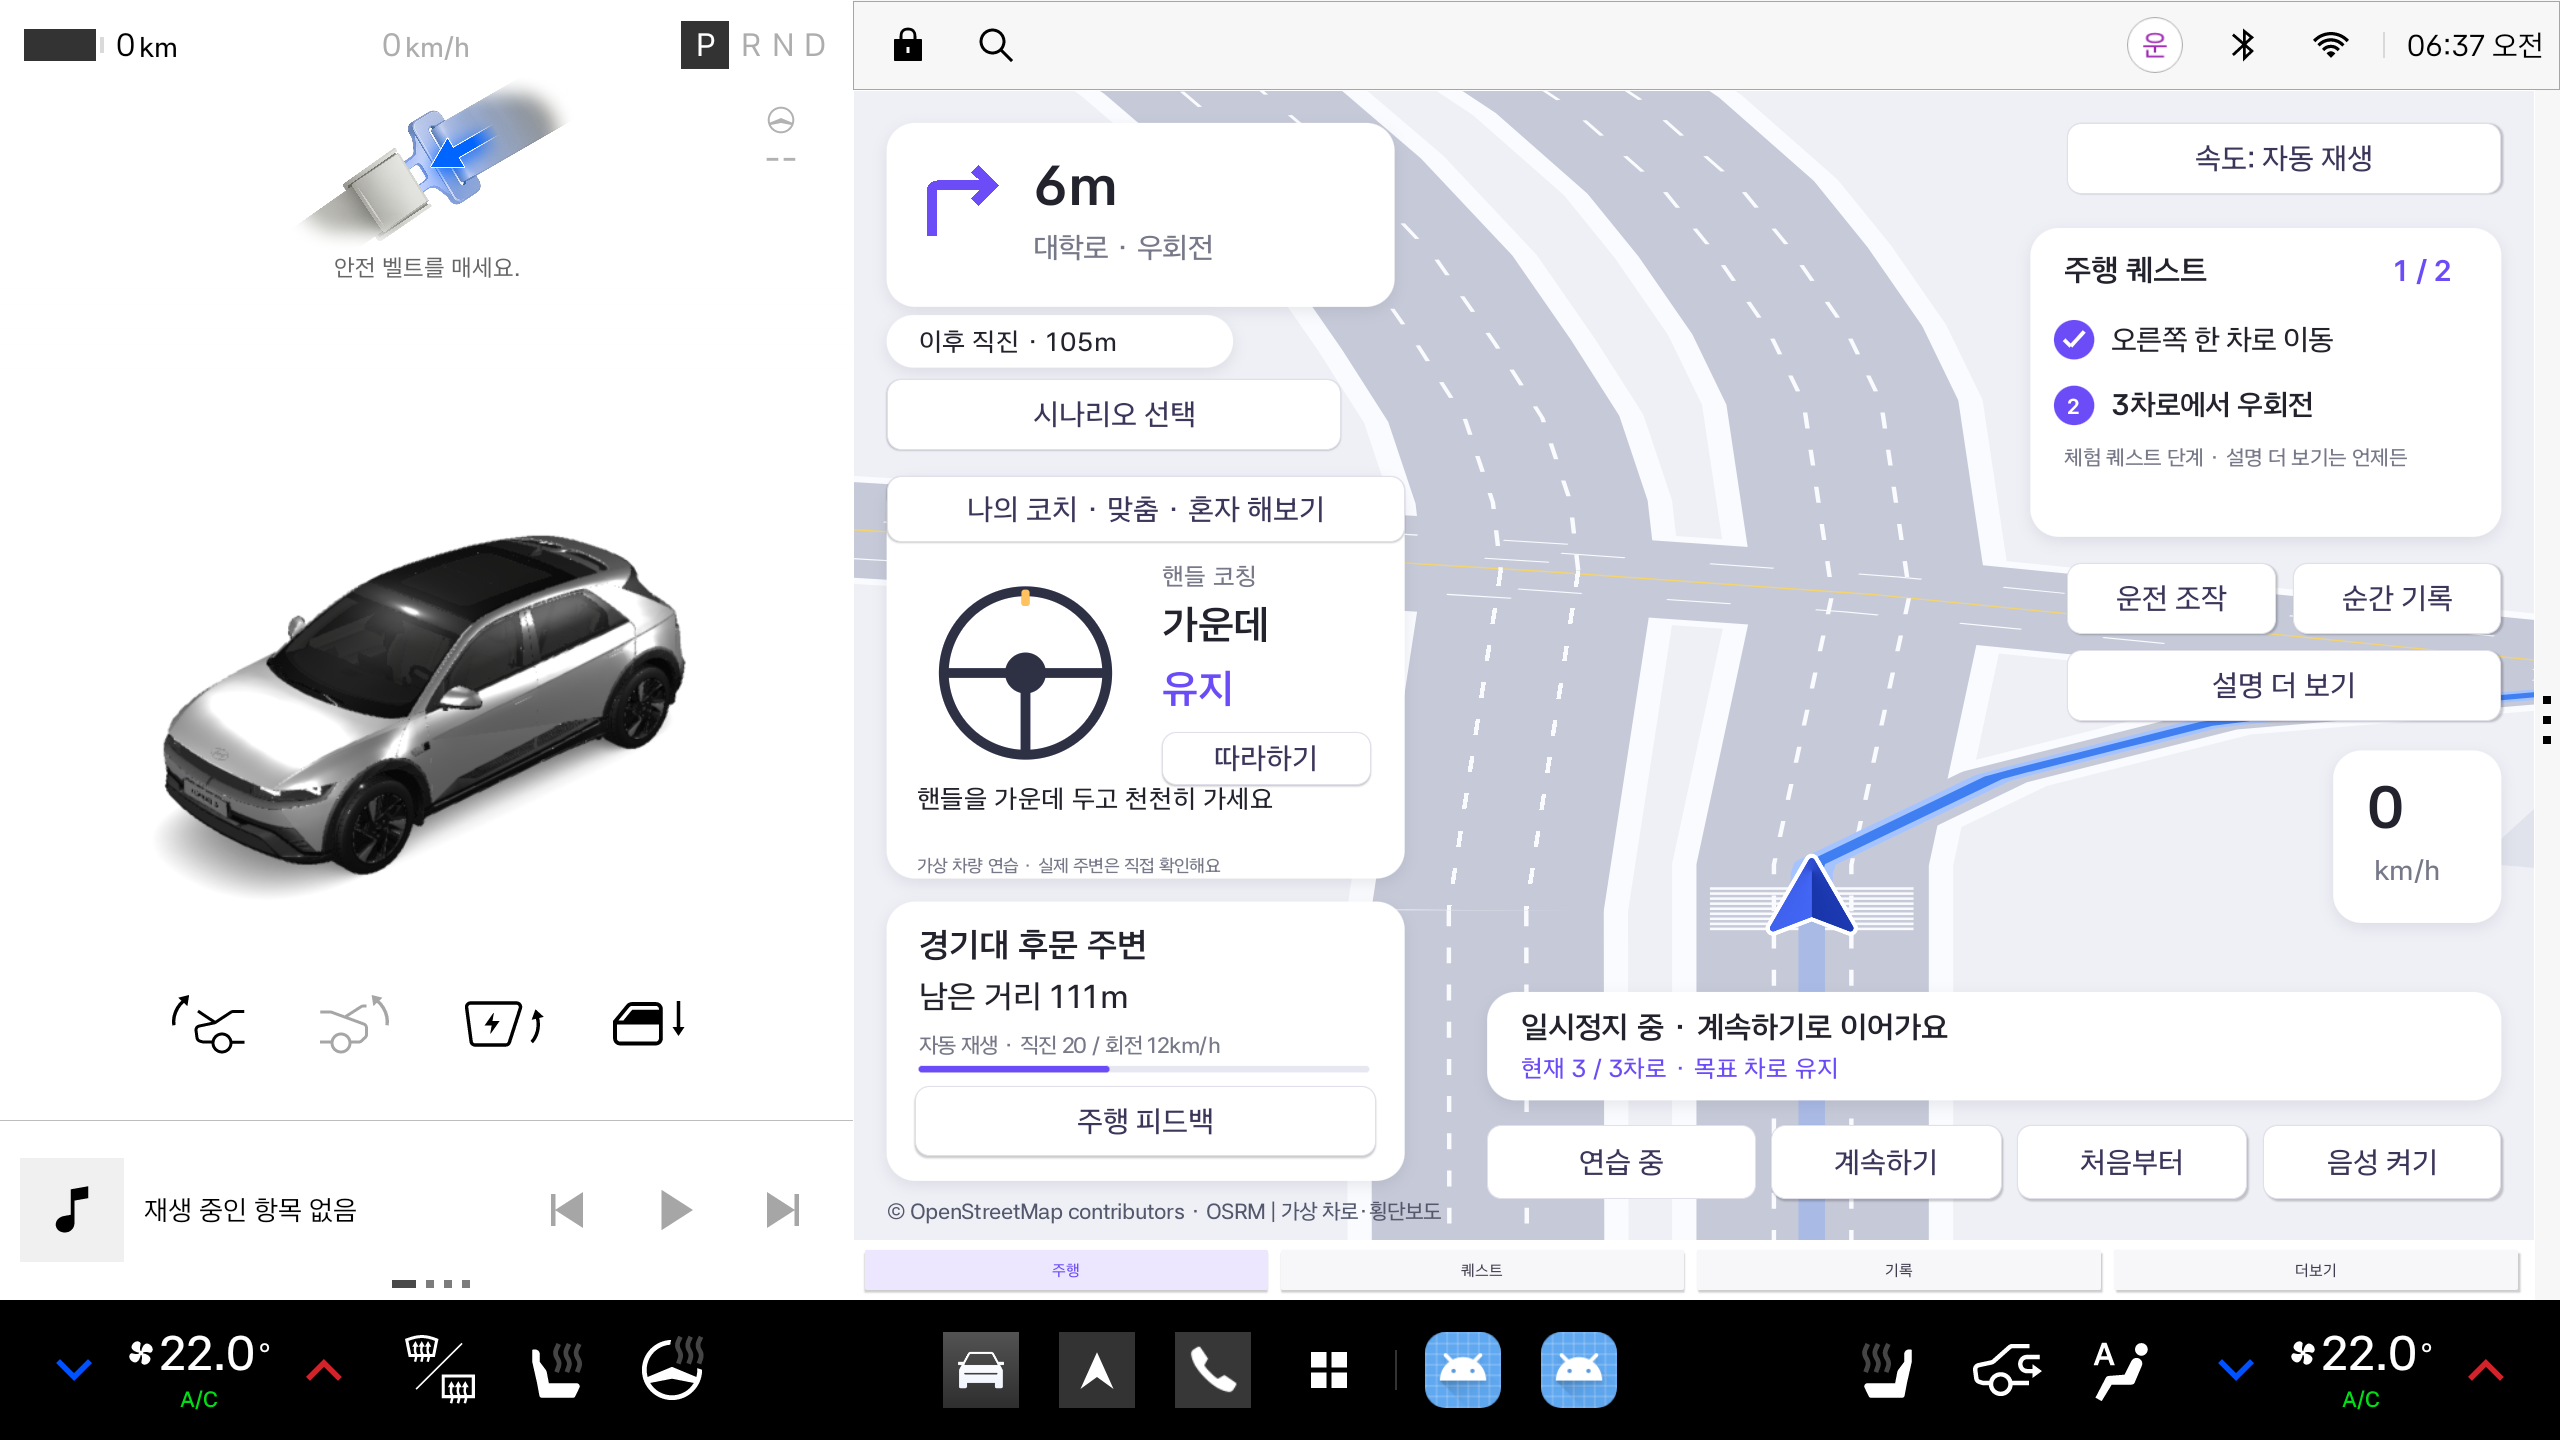 0 km
0 km/h
P R N D
안전 벨트를 매세요.
재생 중인 항목 없음
운
06:37 오전
6m
대학로 · 우회전
이후 직진 · 105m
시나리오 선택
나의 코치 · 맞춤 · 혼자 해보기
핸들 코칭
가운데
유지
따라하기
핸들을 가운데 두고 천천히 가세요
가상 차량 연습 · 실제 주변은 직접 확인해요
경기대 후문 주변
남은 거리 111m
자동 재생 · 직진 20 / 회전 12km/h
주행 피드백
© OpenStreetMap contributors · OSRM | 가상 차로·횡단보도
속도: 자동 재생
주행 퀘스트 1 / 2
오른쪽 한 차로 이동
2 3차로에서 우회전
체험 퀘스트 단계 · 설명 더 보기는 언제든
운전 조작
순간 기록
설명 더 보기
0
km/h
일시정지 중 · 계속하기로 이어가요
현재 3 / 3차로 · 목표 차로 유지
연습 중
계속하기
처음부터
음성 켜기
주행
퀘스트
기록
더보기
22.0°
A/C
A
22.0°
A/C